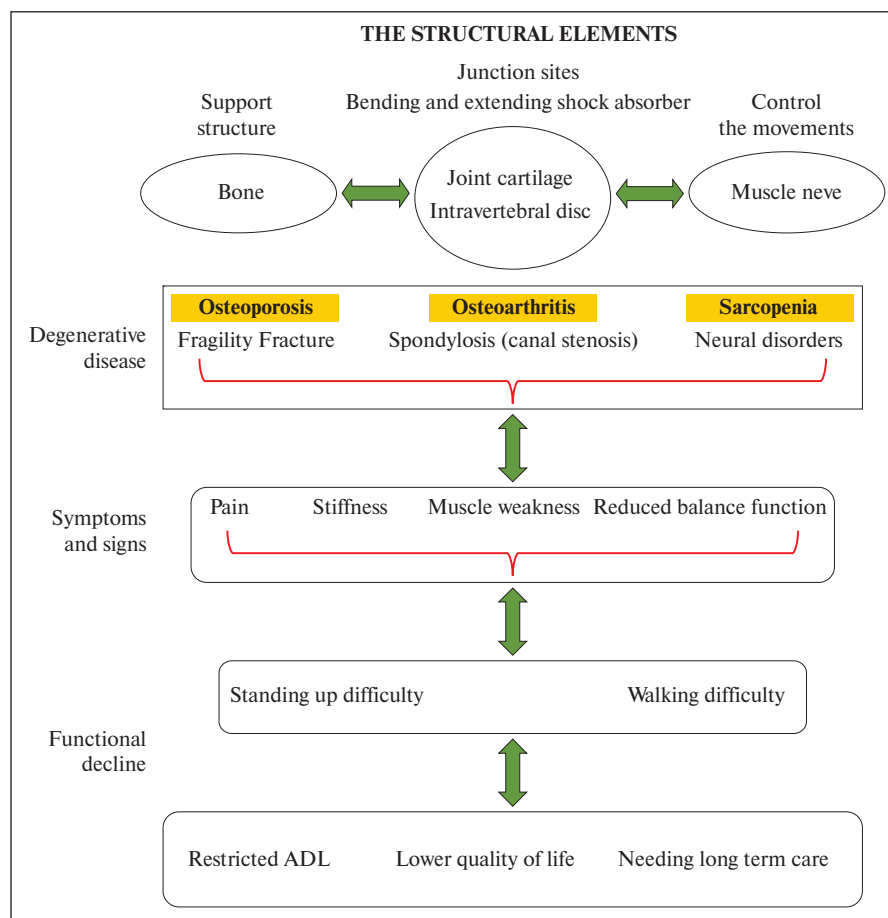 THE STRUCTURAL ELEMENTS
Junction sites
Bending and extending shock absorber
Support
structure
Control
the movements
Bone
Joint cartilage
Intravertebral disc
Muscle neve
Degenerative
disease
Osteoporosis
Osteoarthritis
Sarcopenia
Fragility Fracture
Spondylosis (canal stenosis)
Neural disorders
Symptoms
and signs
Pain
Stiffness
Muscle weakness
Reduced balance function
Functional
decline
Standing up difficulty
Walking difficulty
Restricted ADL
Lower quality of life
Needing long term care